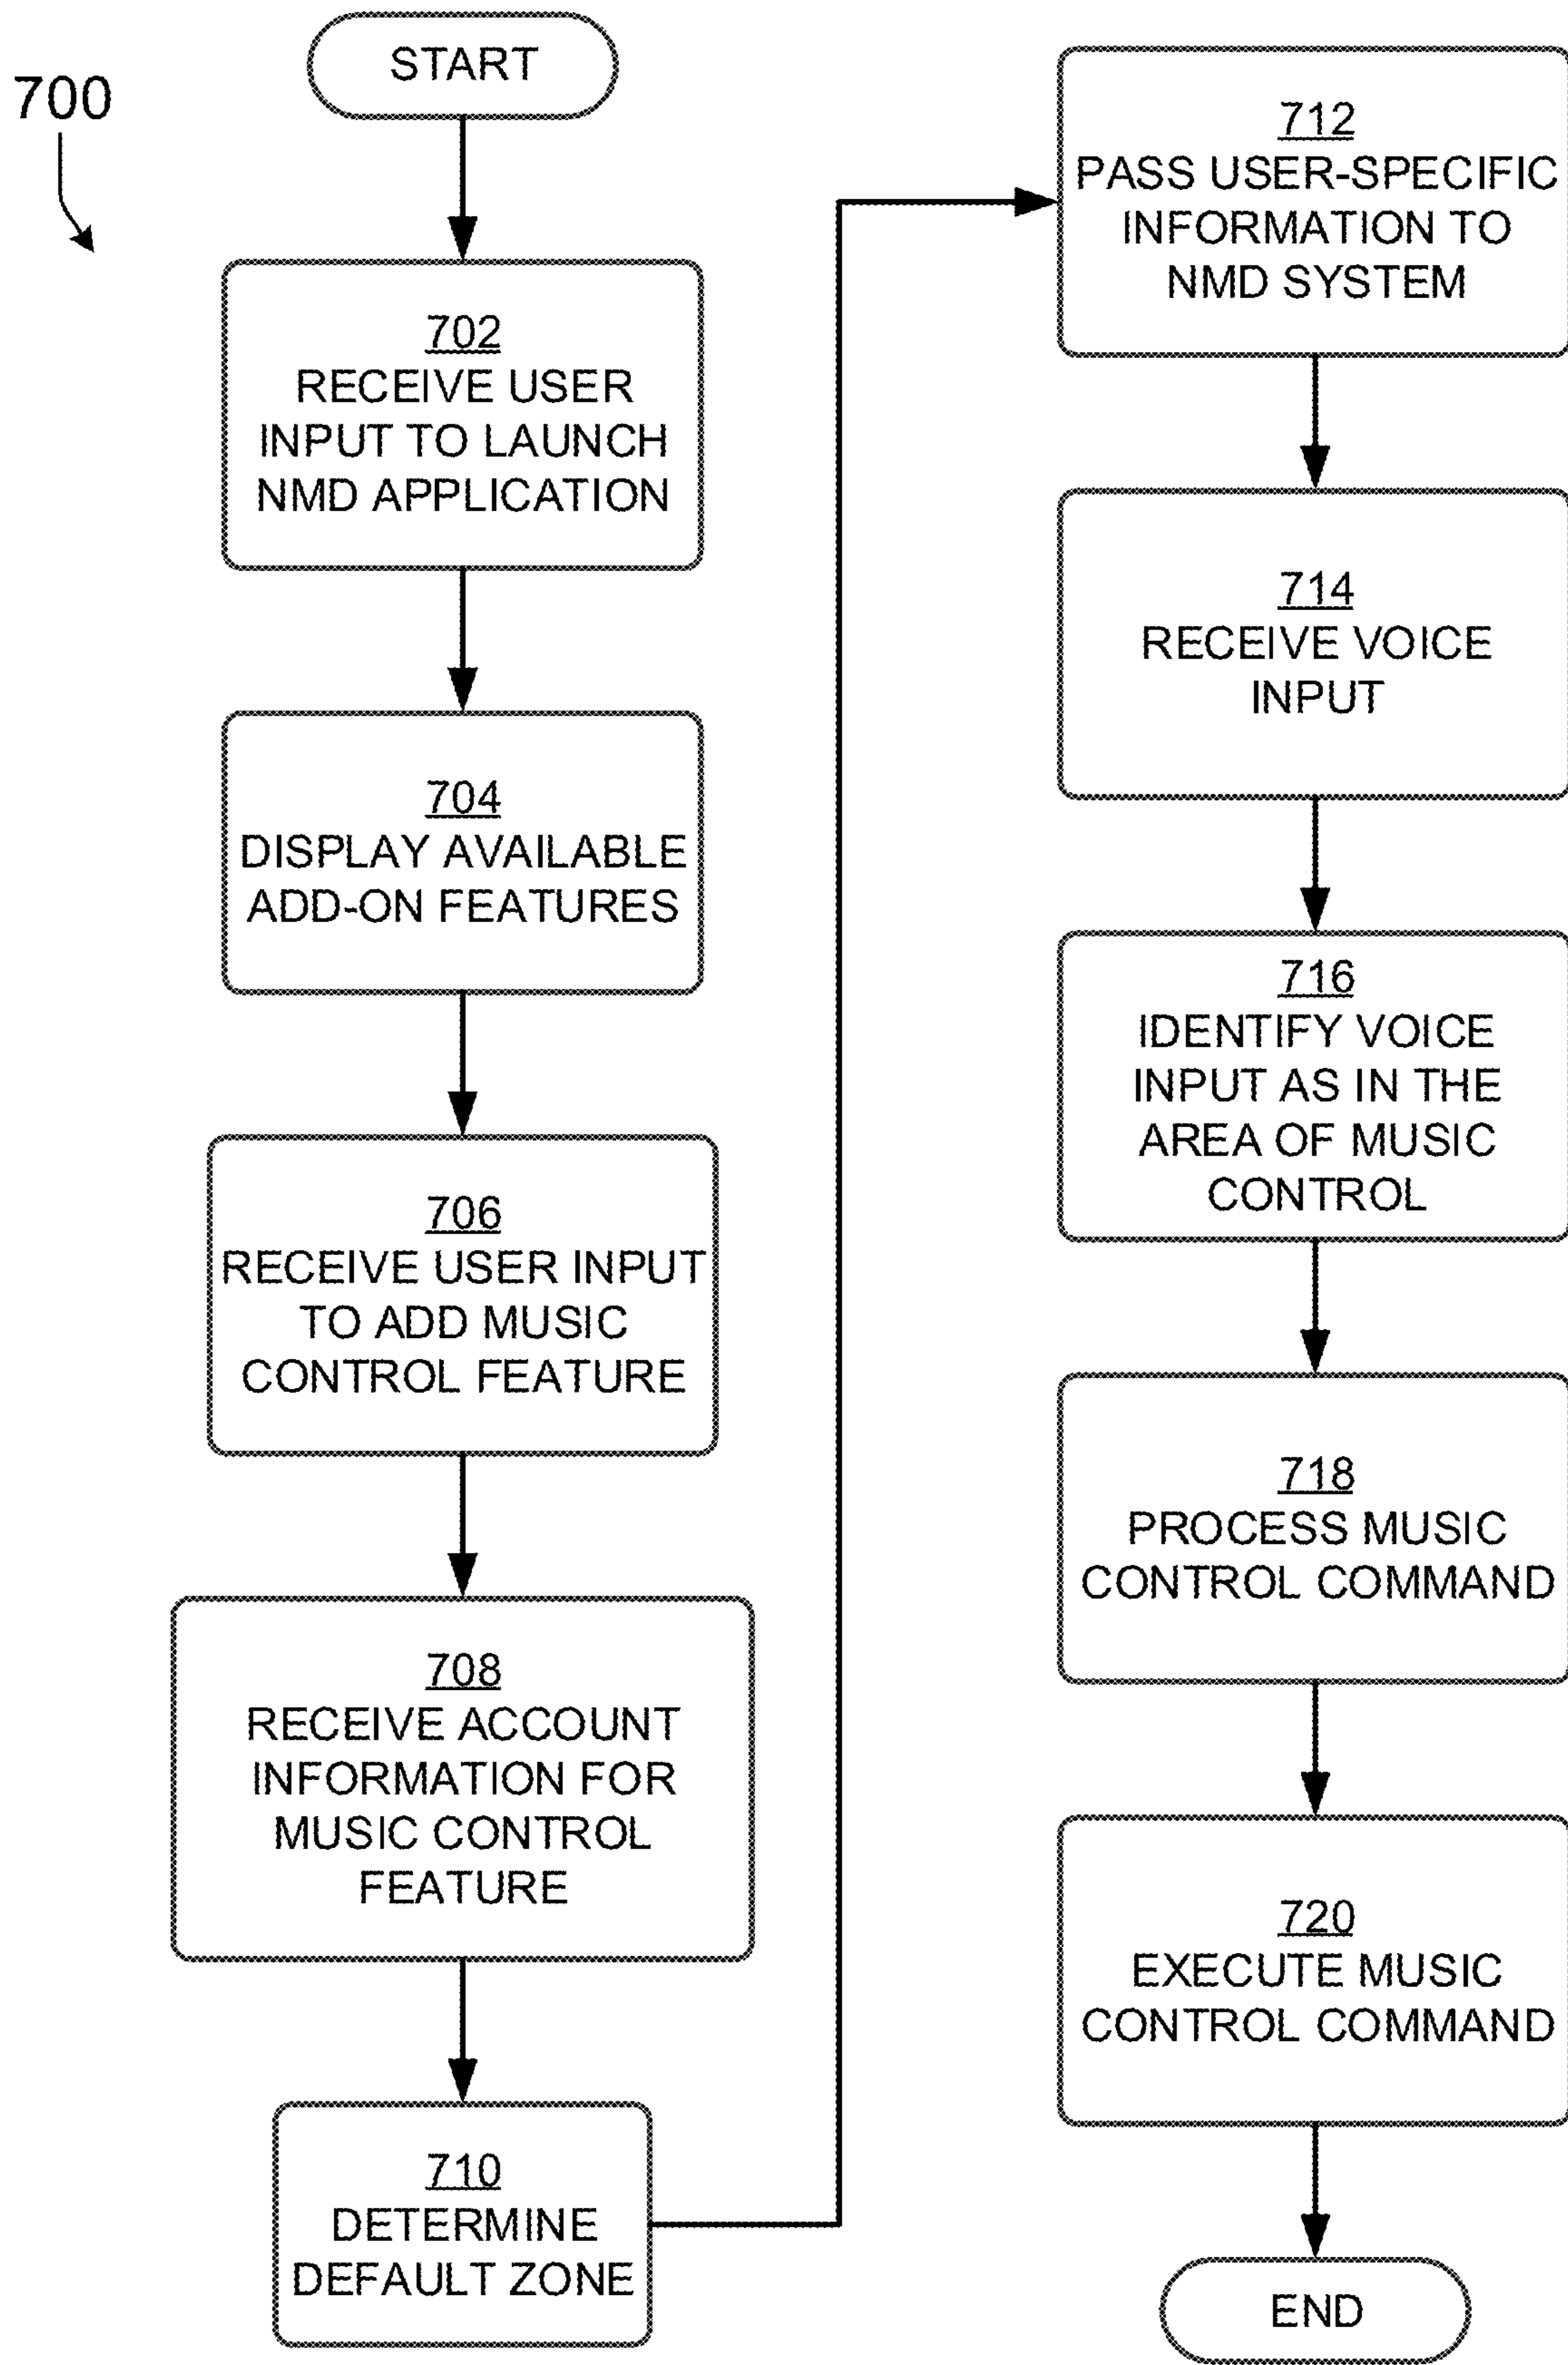 700
START
702
RECEIVE USER
INPUT TO LAUNCH
NMD APPLICATION
704
DISPLAY AVAILABLE
ADD-ON FEATURES
706
RECEIVE USER INPUT
TO ADD MUSIC
CONTROL FEATURE
708
RECEIVE ACCOUNT
INFORMATION FOR
MUSIC CONTROL
FEATURE
710
DETERMINE
DEFAULT ZONE
712
PASS USER-SPECIFIC
INFORMATION TO
NMD SYSTEM
714
RECEIVE VOICE
INPUT
716
IDENTIFY VOICE
INPUT AS IN THE
AREA OF MUSIC
CONTROL
718
PROCESS MUSIC
CONTROL COMMAND
720
EXECUTE MUSIC
CONTROL COMMAND
END